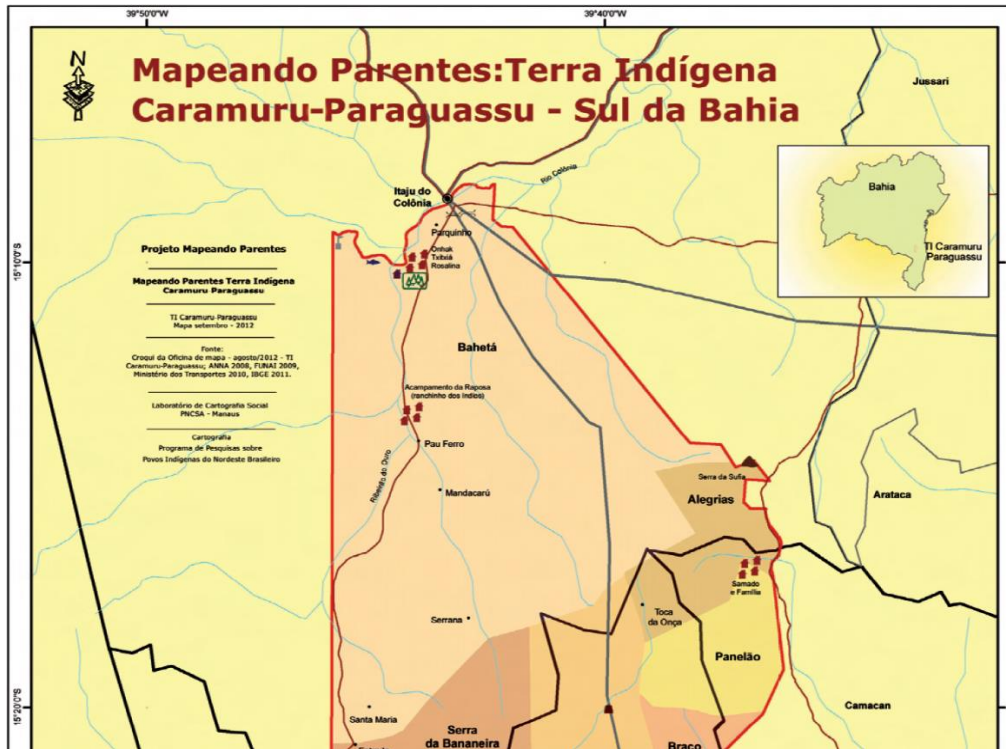 39°50'0"W
39°40'0"W
N
Mapeando Parentes:Terra Indígena
Caramuru-Paraguassu - Sul da Bahia
Jussari
Rio Colônia
Itaju do
Colônia
Bahia
TI Caramuru
Paraguassu
Parquinho
Onhak
Txitxiá
Rosalina
15°10'0"S
Projeto Mapeando Parentes
Mapeando Parentes Terra Indígena
Caramuru Paraguassu
TI Caramuru-Paraguassu
Mapa setembro - 2012
Fonte:
Croqui da Oficina de mapa - agosto/2012 - TI
Caramuru-Paraguassu; ANNA 2008, FUNAI 2009,
Ministério dos Transportes 2010, IBGE 2011.
Laboratório de Cartografia Social
PNCSA - Manaus
Cartografia
Programa de Pesquisas sobre
Povos Indígenas do Nordeste Brasileiro
Bahetá
Acampamento da Raposa
(ranchinho dos índios)
Pau Ferro
Ribeirão do Ouro
Mandacarú
Serra da Sufia
Alegrias
Arataca
Samado
e Família
Serrana
Toca
da Onça
Panelão
15°20'0"S
Santa Maria
Camacan
Serra
da Bananeira
Braço